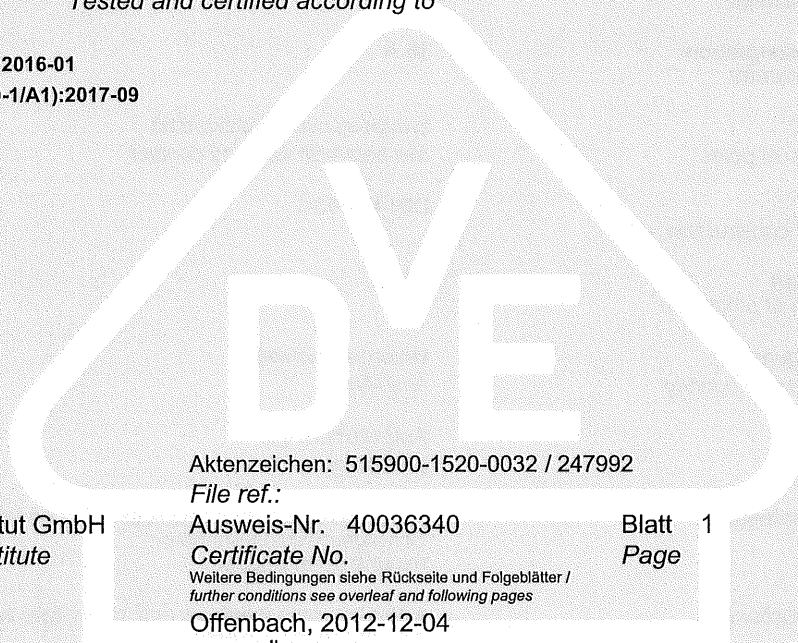 Tested and certified according to
2016-01
-1/A1):2017-09
VDE
Aktenzeichen: 515900-1520-0032 / 247992
File ref.:
tut GmbH Ausweis-Nr. 40036340 Blatt 1
titute Certificate No. Page
Weitere Bedingungen siehe Rückseite und Folgeblätter /
further conditions see overleaf and following pages
Offenbach, 2012-12-04